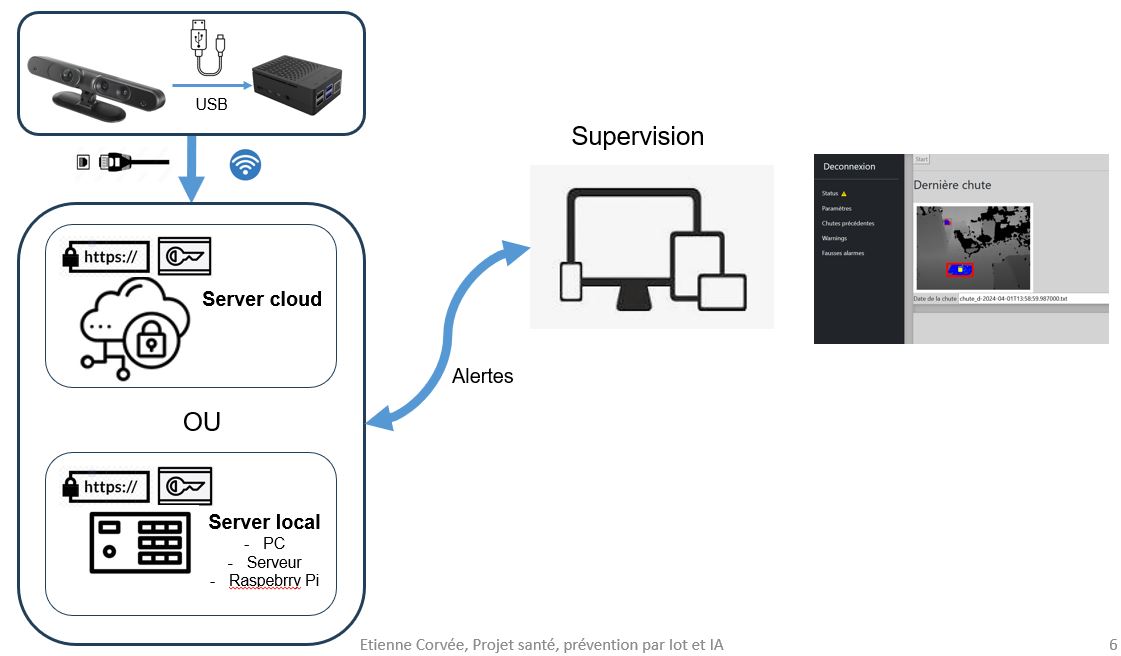 USB
https://
Server cloud
OU
https://
Server local
- PC
- Serveur
- Raspebrry Pi
Alertes
Supervision
Deconnexion
Status
Paramètres
Chutes précédentes
Warnings
Fausses alarmes
Start
Dernière chute
Date de la chute chute_d-2024-04-01T13:58:59.987000.txt
Etienne Corvée, Projet santé, prévention par Iot et IA
6